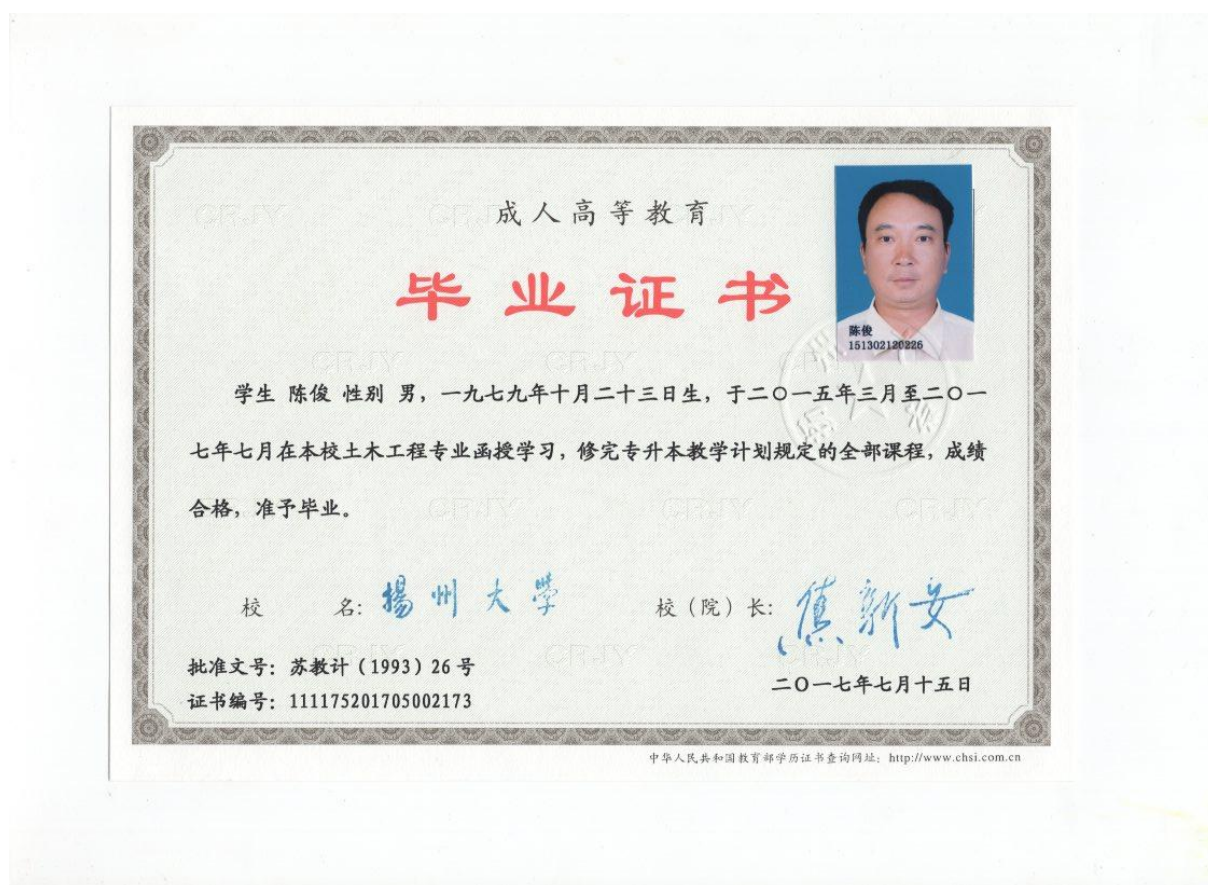 成人高等教育
毕业证书
陈俊
151302120226
学生 陈俊 性别 男，一九七九年十月二十三日生，于二〇一五年三月至二〇一
七年七月在本校土木工程专业函授学习，修完专升本教学计划规定的全部课程，成绩
合格，准予毕业。
校 名: 揚州大學 校（院）长: 焦新安
批准文号：苏教计（1993）26号
二〇一七年七月十五日
证书编号：111175201705002173
中华人民共和国教育部学历证书查询网址：http://www.chsi.com.cn